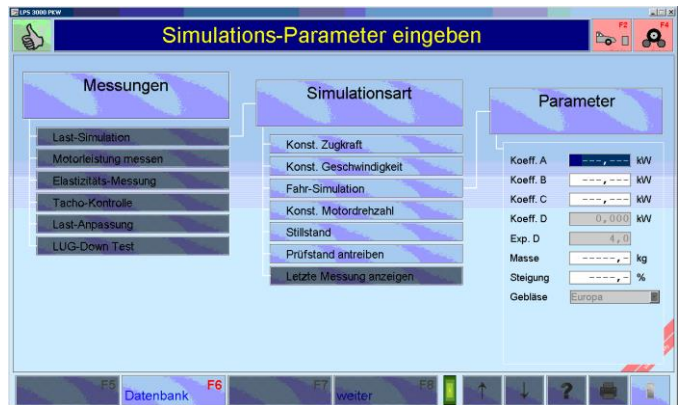 LPS 3000 PKW
Simulations-Parameter eingeben
F2
F4
Messungen
Last-Simulation
Motorleistung messen
Elastizitäts-Messung
Tacho-Kontrolle
Last-Anpassung
LUG-Down Test
Simulationsart
Konst. Zugkraft
Konst. Geschwindigkeit
Fahr-Simulation
Konst. Motordrehzahl
Stillstand
Prüfstand antreiben
Letzte Messung anzeigen
Parameter
Koeff. A ---,--- kW
Koeff. B ---,--- kW
Koeff. C ---,--- kW
Koeff. D 0,000 kW
Exp. D 4,0
Masse -----,- kg
Steigung ----,- %
Gebläse Europa
F5
Datenbank F6
F7
weiter F8
?